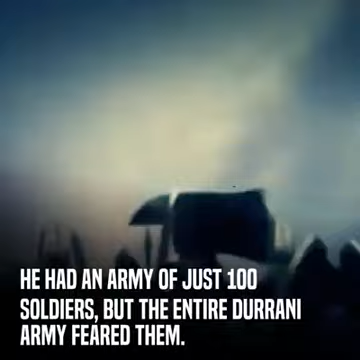 HE HAD AN ARMY OF JUST 100
SOLDIERS, BUT THE ENTIRE DURRANI
ARMY FEARED THEM.